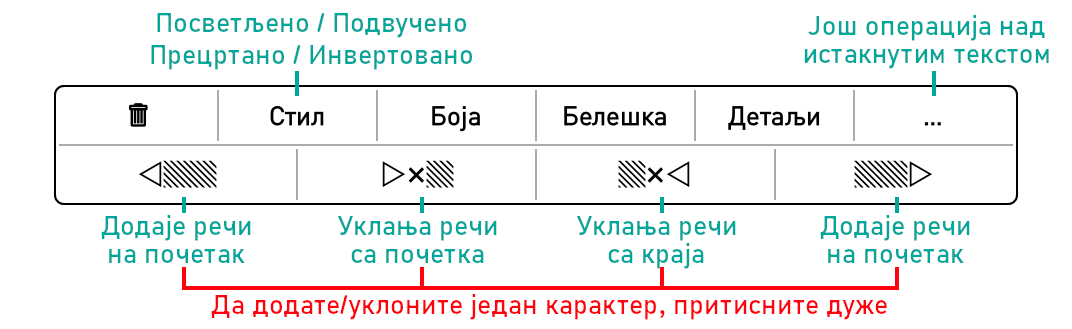 Посветљено / Подвучено
Прецртано / Инвертовано
Још операција над
истакнутим текстом
Стил
Боја
Белешка
Детаљи
...
Додаје речи
на почетак
Уклања речи
са почетка
Уклања речи
са краја
Додаје речи
на почетак
Да додате/уклоните један карактер, притисните дуже